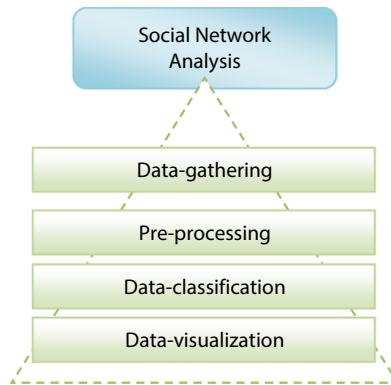 Social Network
Analysis
Data-gathering
Pre-processing
Data-classification
Data-visualization